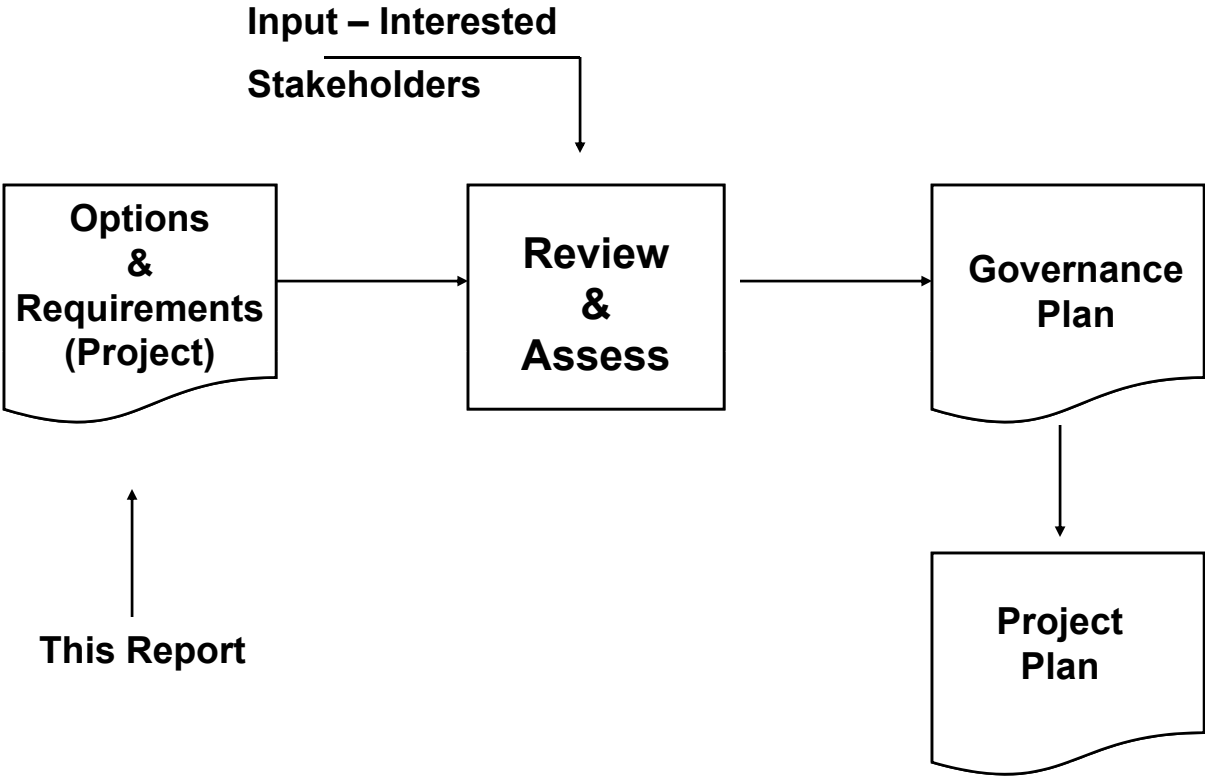 Input – Interested
Stakeholders
Options
&
Requirements
(Project)
Review
&
Assess
Governance
Plan
This Report
Project
Plan